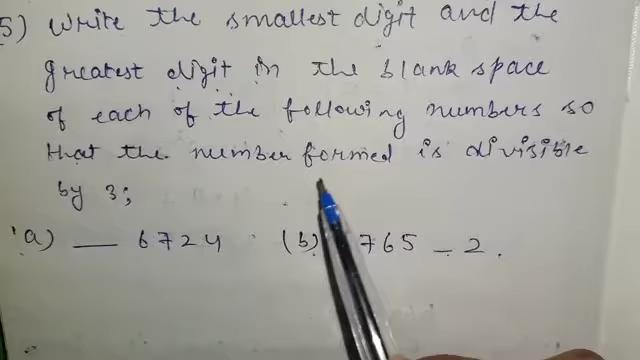 5) Write the smallest digit and the
greatest digit in the blank space
of each of the following numbers so
that the number formed is divisible
by 3;
a) __ 6724 (b) 765 _ 2.